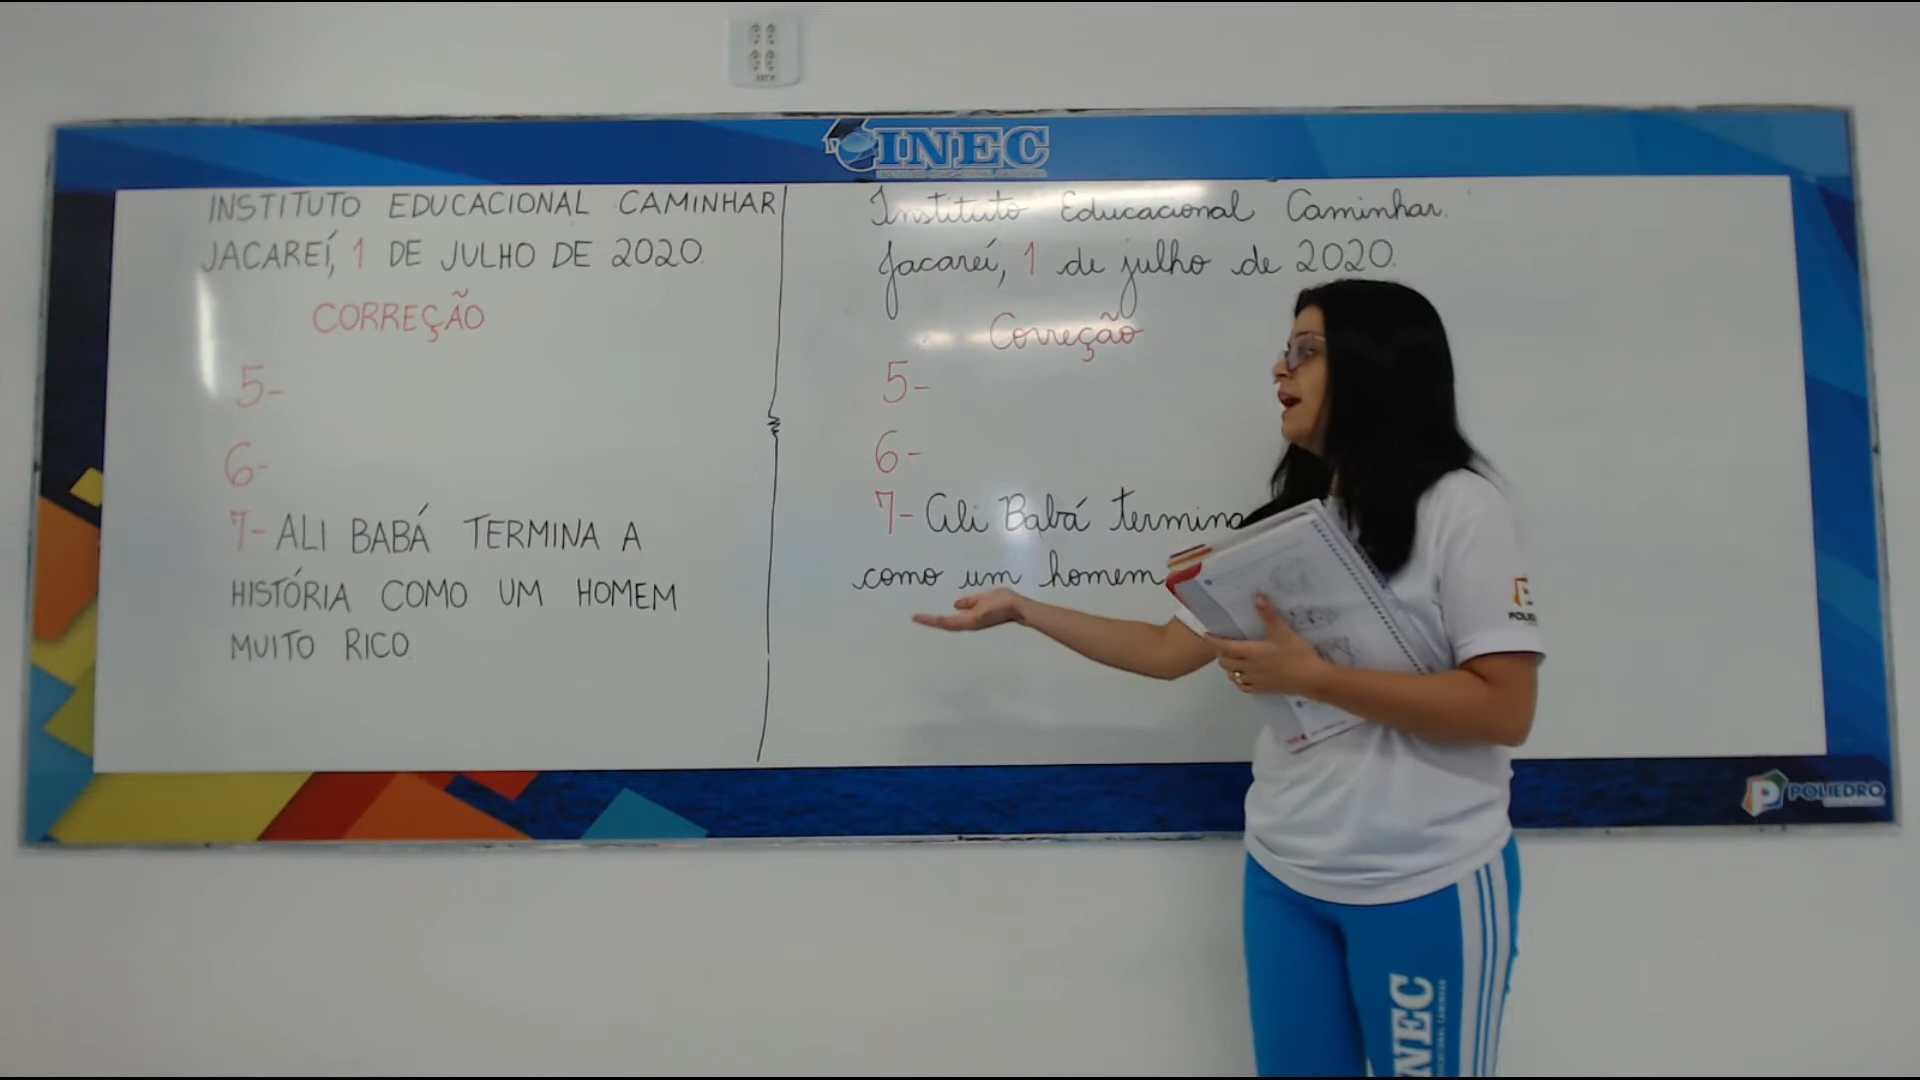 INEC
INSTITUTO EDUCACIONAL CAMINHAR
JACAREÍ, 1 DE JULHO DE 2020.
CORREÇÃO
5-
6-
7- ALI BABÁ TERMINA A
HISTÓRIA COMO UM HOMEM
MUITO RICO.
Instituto Educacional Caminhar.
Jacareí, 1 de julho de 2020.
Correção
5-
6-
7- Ali Babá termina
como um homem
POLIEDRO
INEC